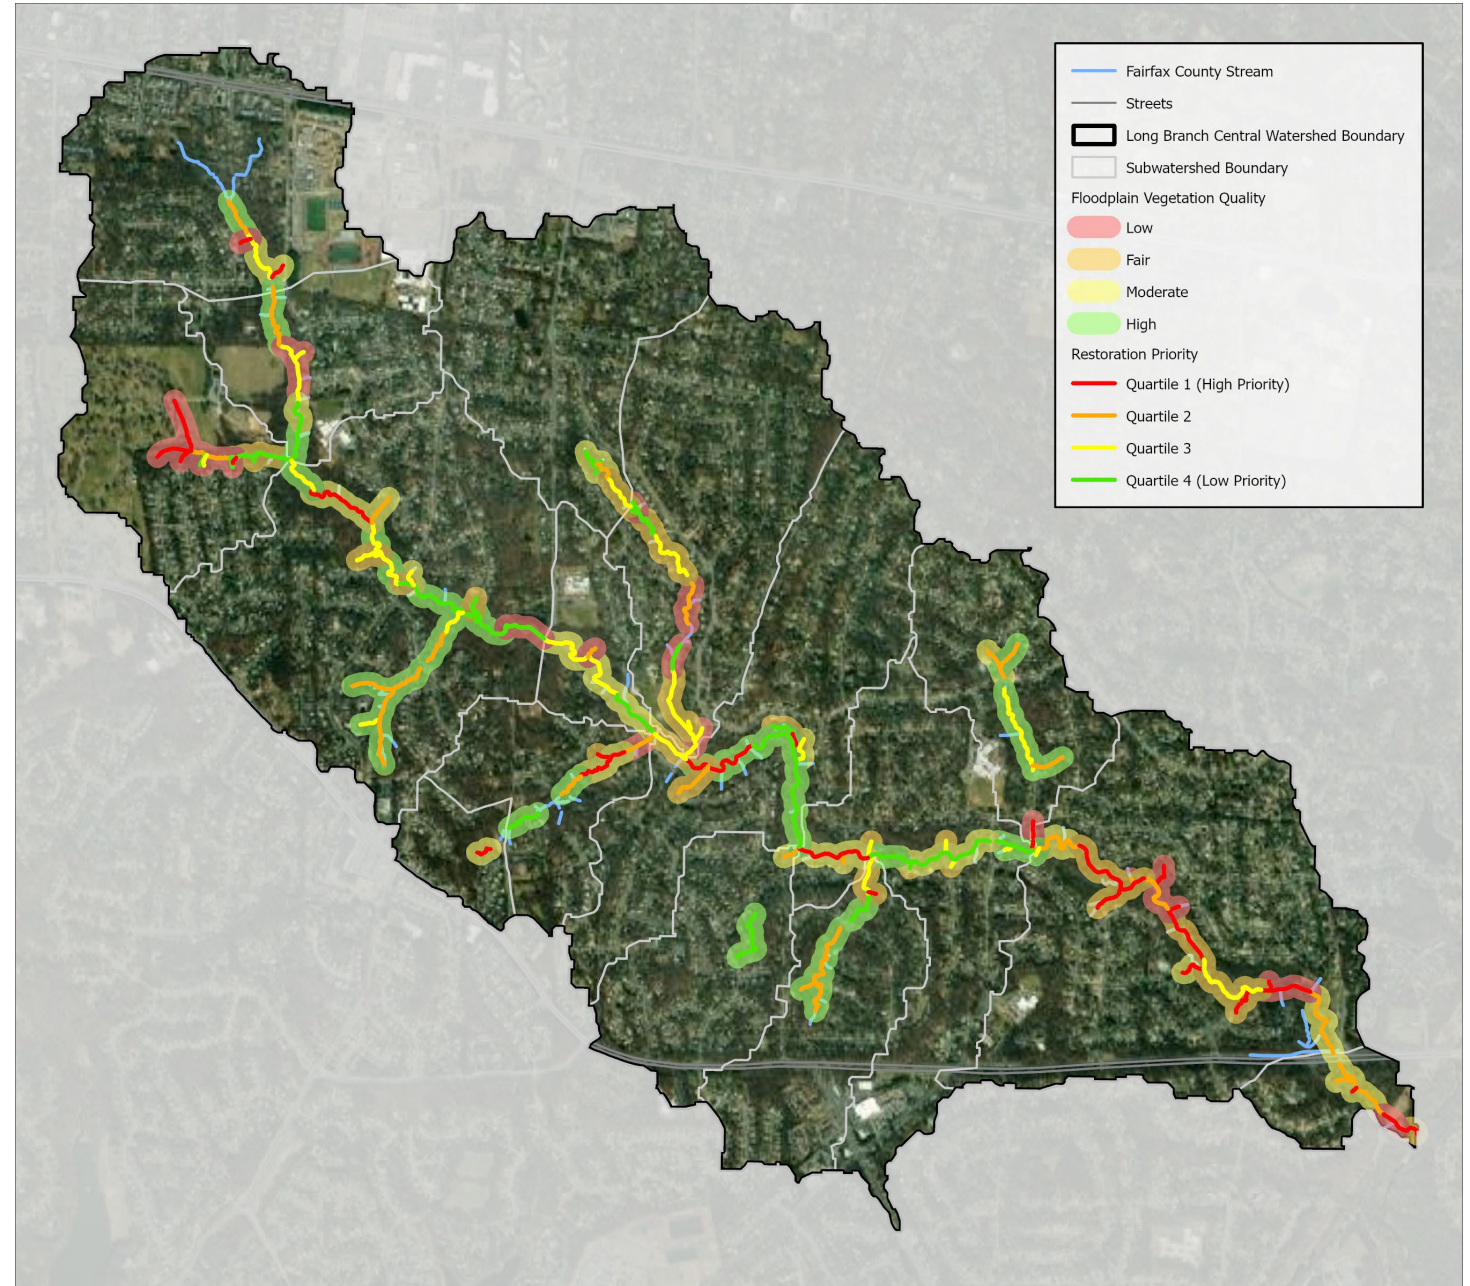 Fairfax County Stream
Streets
Long Branch Central Watershed Boundary
Subwatershed Boundary
Floodplain Vegetation Quality
Low
Fair
Moderate
High
Restoration Priority
Quartile 1 (High Priority)
Quartile 2
Quartile 3
Quartile 4 (Low Priority)